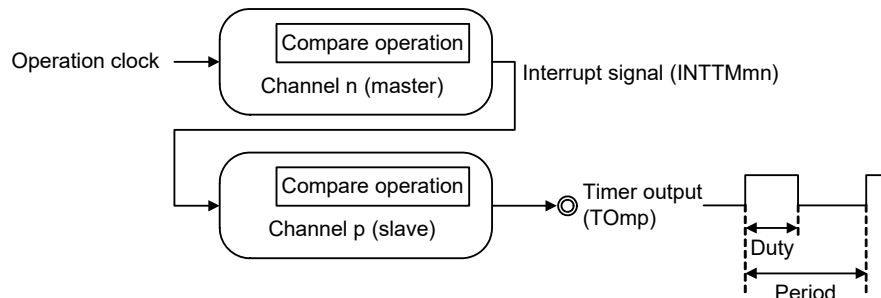 Compare operation
Operation clock
Channel n (master)
Interrupt signal (INTTMmn)
Compare operation
Channel p (slave)
Timer output
(TOmp)
Duty
Period